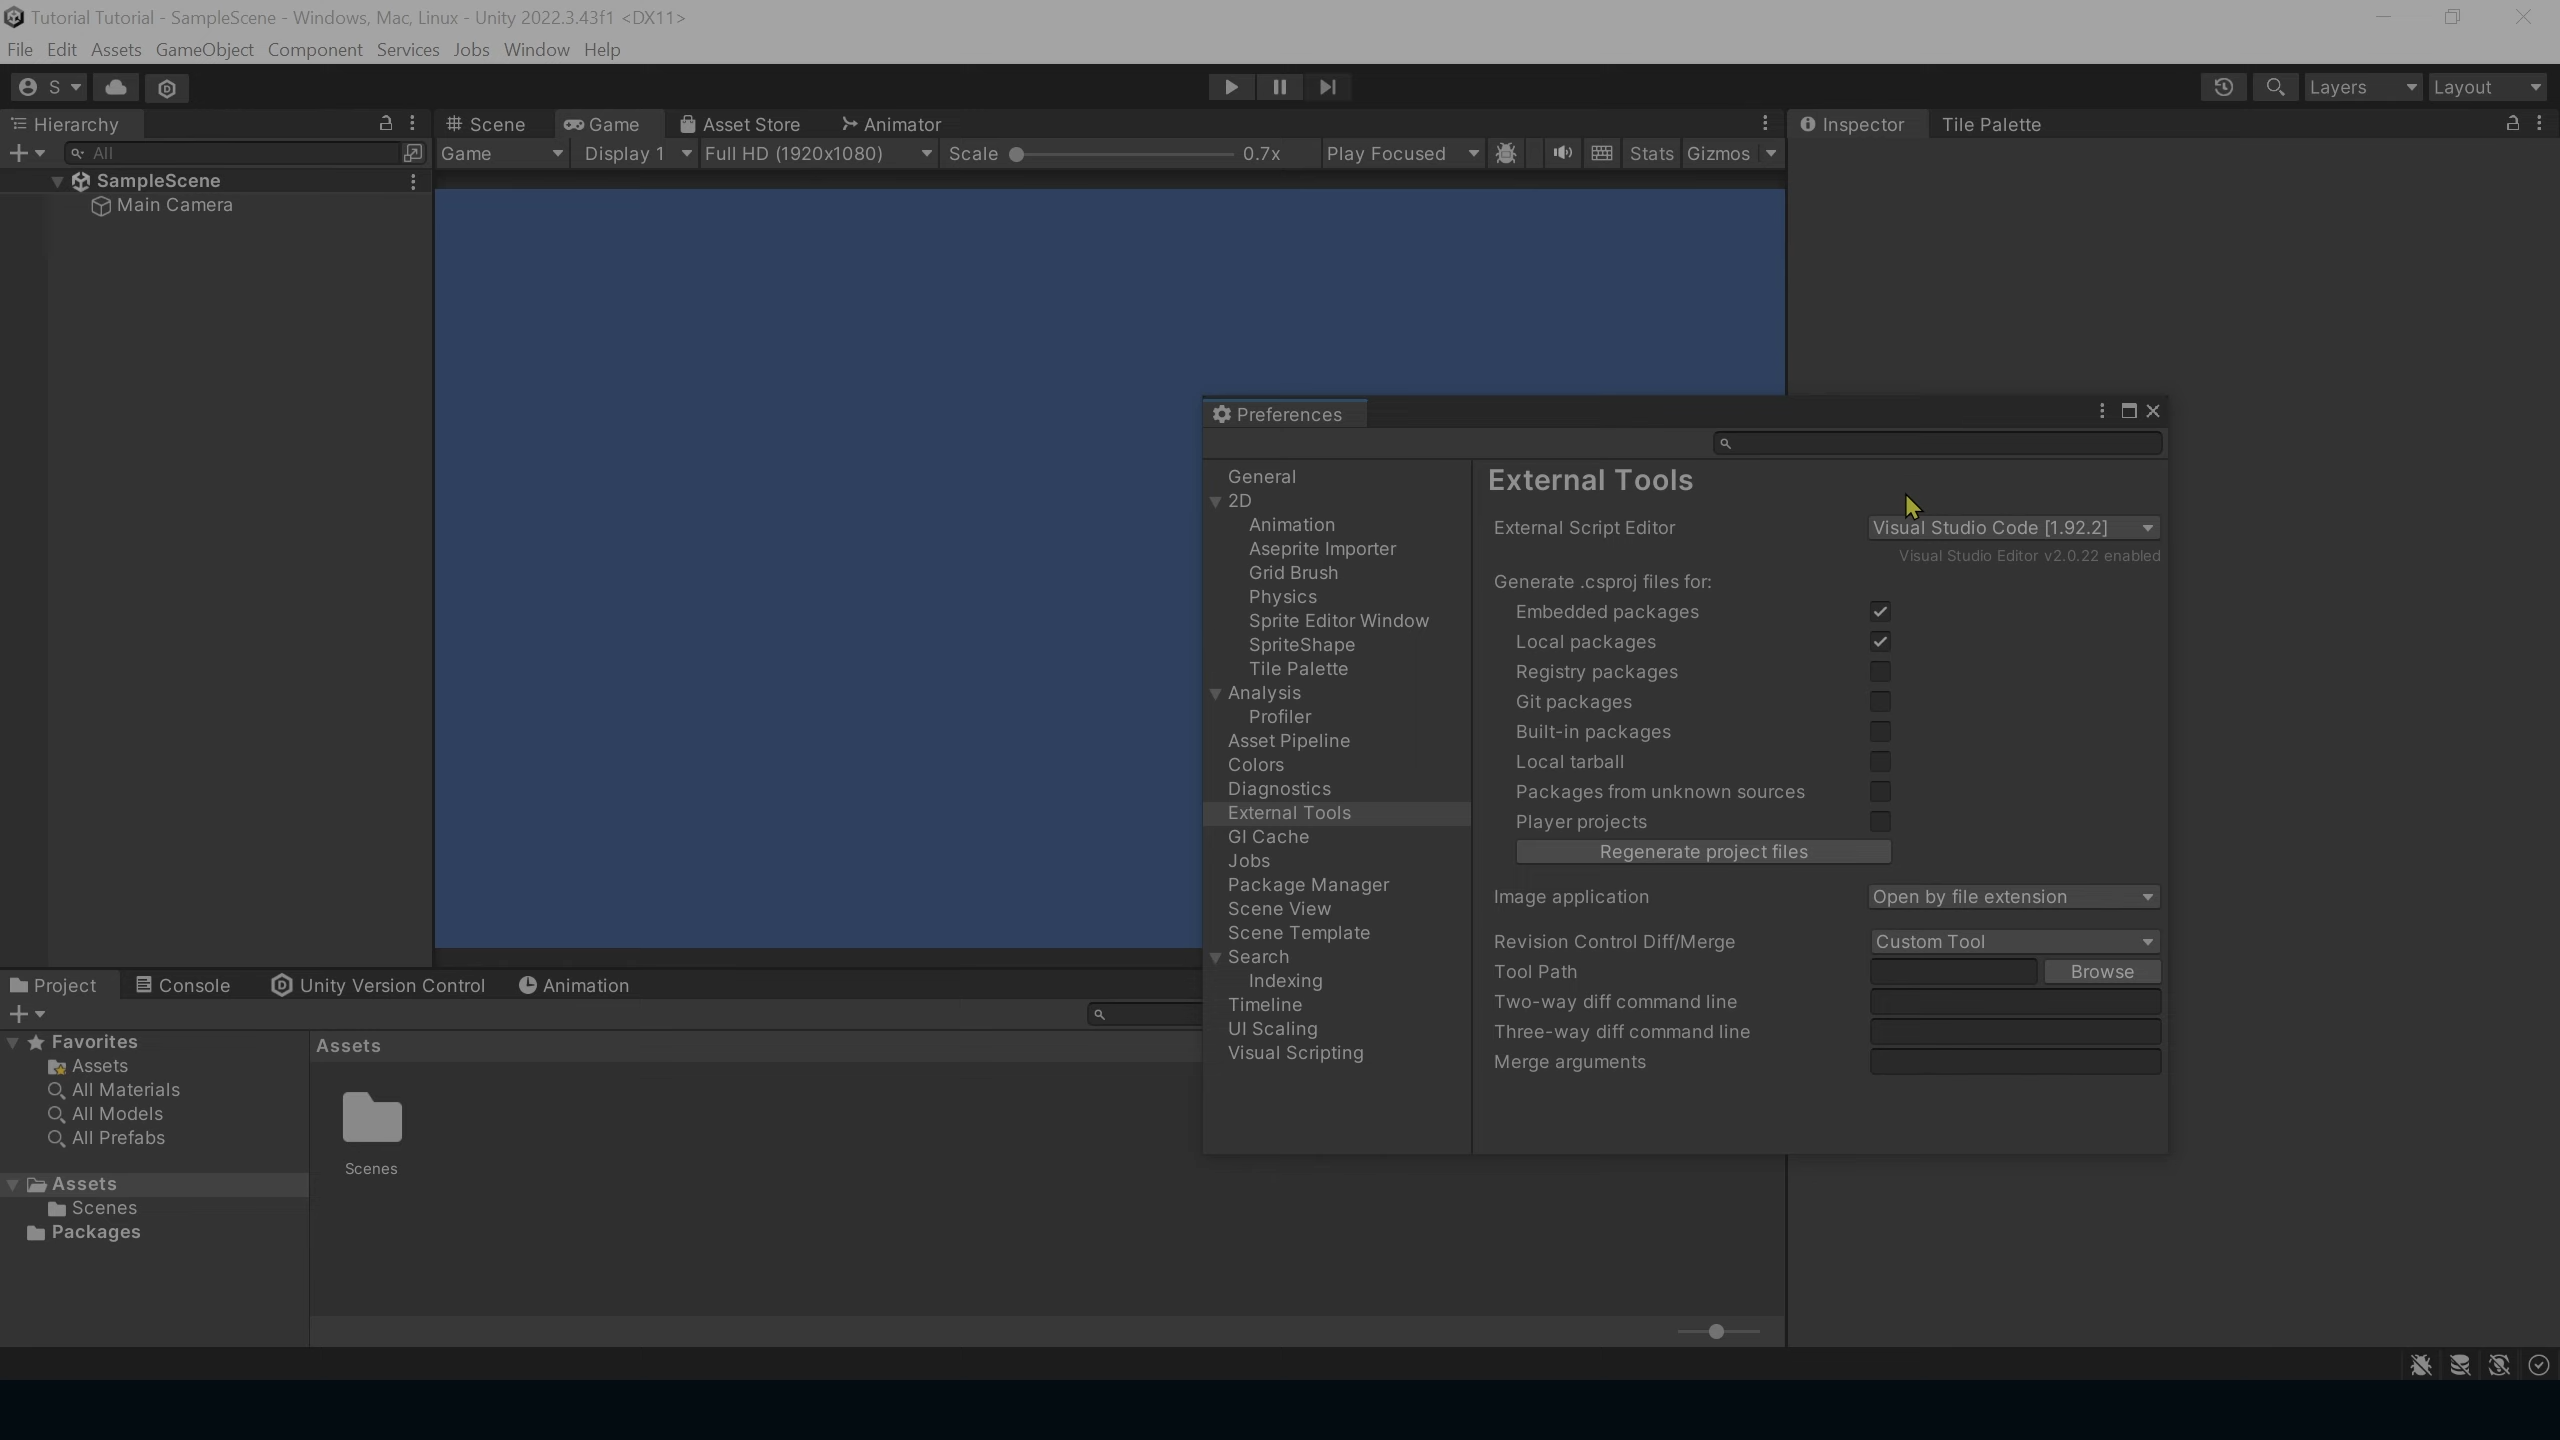 Tutorial Tutorial - SampleScene - Windows, Mac, Linux - Unity 2022.3.43f1 <DX11>
File Edit Assets GameObject Component Services Jobs Window Help
S
Layers Layout
Hierarchy
Scene Game Asset Store Animator
Inspector Tile Palette
All
Game Display 1 Full HD (1920x1080) Scale 0.7x Play Focused Stats Gizmos
SampleScene
Main Camera
Preferences
General
2D
Animation
Aseprite Importer
Grid Brush
Physics
Sprite Editor Window
SpriteShape
Tile Palette
Analysis
Profiler
Asset Pipeline
Colors
Diagnostics
External Tools
GI Cache
Jobs
Package Manager
Scene View
Scene Template
Search
Indexing
Timeline
UI Scaling
Visual Scripting
External Tools
External Script Editor Visual Studio Code [1.92.2]
Visual Studio Editor v2.0.22 enabled
Generate .csproj files for:
Embedded packages
Local packages
Registry packages
Git packages
Built-in packages
Local tarball
Packages from unknown sources
Player projects
Regenerate project files
Image application Open by file extension
Revision Control Diff/Merge Custom Tool
Tool Path Browse
Two-way diff command line
Three-way diff command line
Merge arguments
Project Console Unity Version Control Animation
Favorites
Assets
All Materials
All Models
All Prefabs
Assets
Scenes
Packages
Assets
Scenes